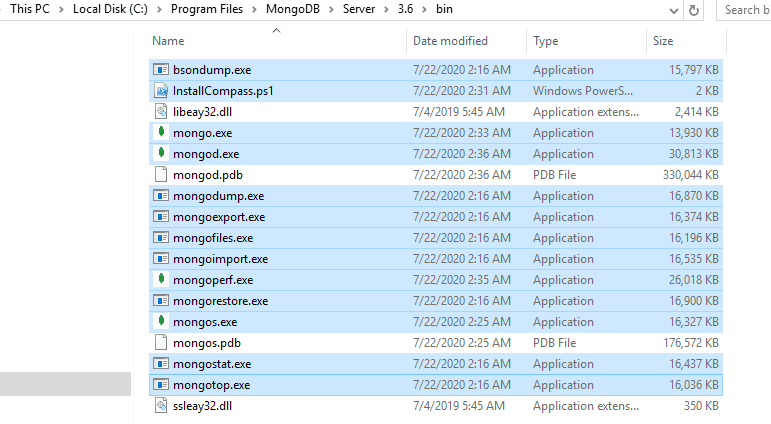 This PC > Local Disk (C:) > Program Files > MongoDB > Server > 3.6 > bin Search b
Name Date modified Type Size
bsondump.exe 7/22/2020 2:16 AM Application 15,797 KB
InstallCompass.ps1 7/22/2020 2:31 AM Windows PowerS... 2 KB
libeay32.dll 7/4/2019 5:45 AM Application extens... 2,414 KB
mongo.exe 7/22/2020 2:33 AM Application 13,930 KB
mongod.exe 7/22/2020 2:36 AM Application 30,813 KB
mongod.pdb 7/22/2020 2:36 AM PDB File 330,044 KB
mongodump.exe 7/22/2020 2:16 AM Application 16,870 KB
mongoexport.exe 7/22/2020 2:16 AM Application 16,374 KB
mongofiles.exe 7/22/2020 2:16 AM Application 16,196 KB
mongoimport.exe 7/22/2020 2:16 AM Application 16,535 KB
mongoperf.exe 7/22/2020 2:35 AM Application 26,018 KB
mongorestore.exe 7/22/2020 2:16 AM Application 16,900 KB
mongos.exe 7/22/2020 2:25 AM Application 16,327 KB
mongos.pdb 7/22/2020 2:25 AM PDB File 176,572 KB
mongostat.exe 7/22/2020 2:16 AM Application 16,437 KB
mongotop.exe 7/22/2020 2:16 AM Application 16,036 KB
ssleay32.dll 7/4/2019 5:45 AM Application extens... 350 KB